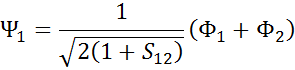 Ψ₁ = 1/√(2(1 + S₁₂)) (Φ₁ + Φ₂)